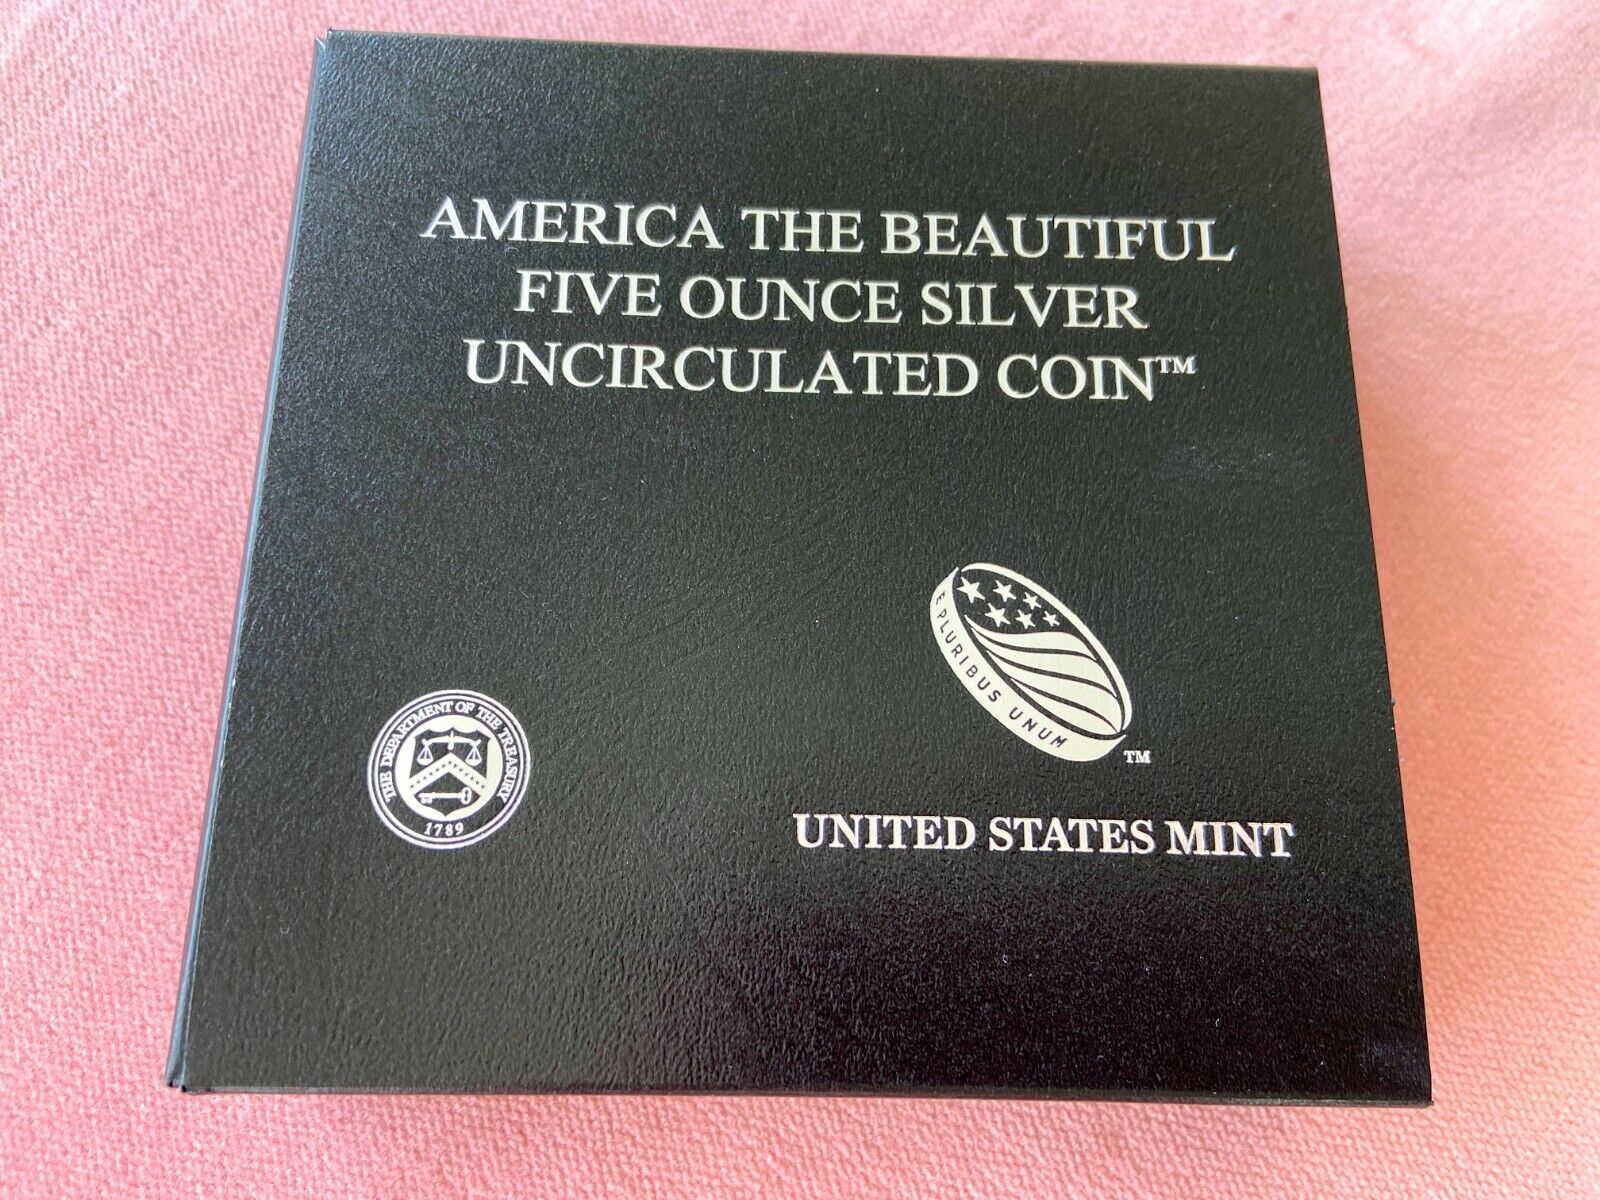 AMERICA THE BEAUTIFUL
FIVE OUNCE SILVER
UNCIRCULATED COIN™
E PLURIBUS UNUM
TM
THE DEPARTMENT OF THE TREASURY
1789
UNITED STATES MINT